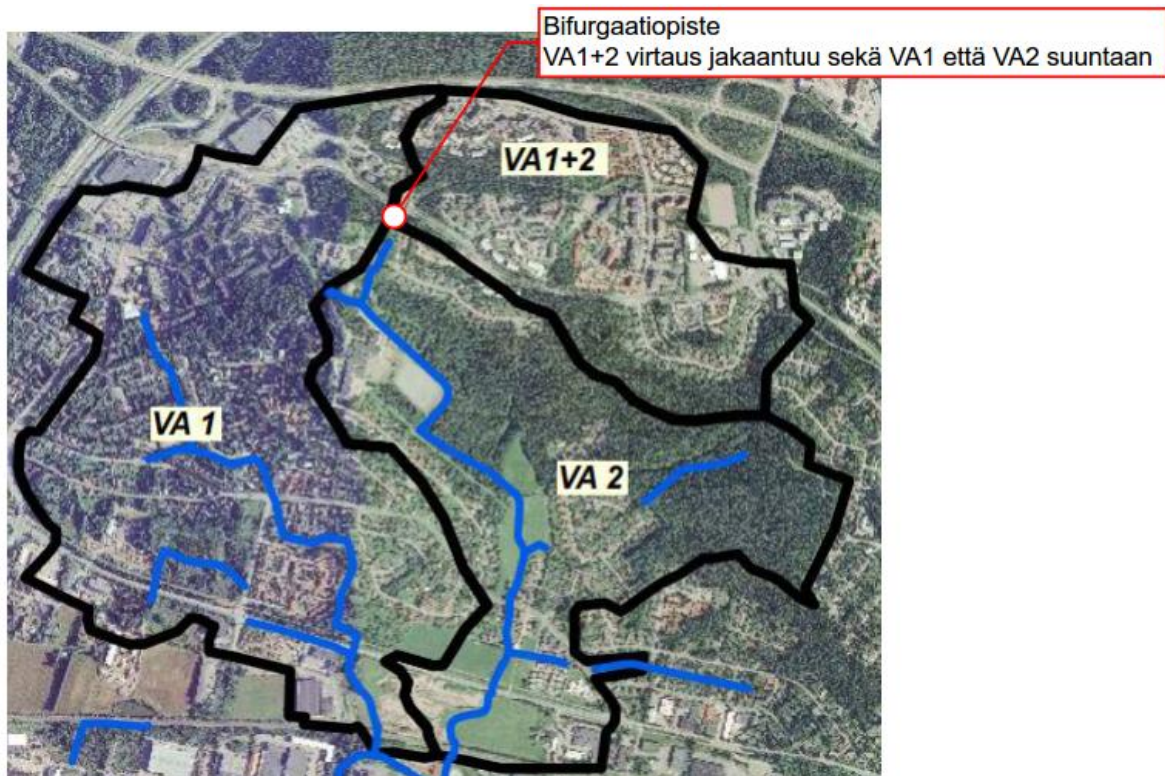 Bifurgaatiopiste
VA1+2 virtaus jakaantuu sekä VA1 että VA2 suuntaan
VA1+2
VA 1
VA 2